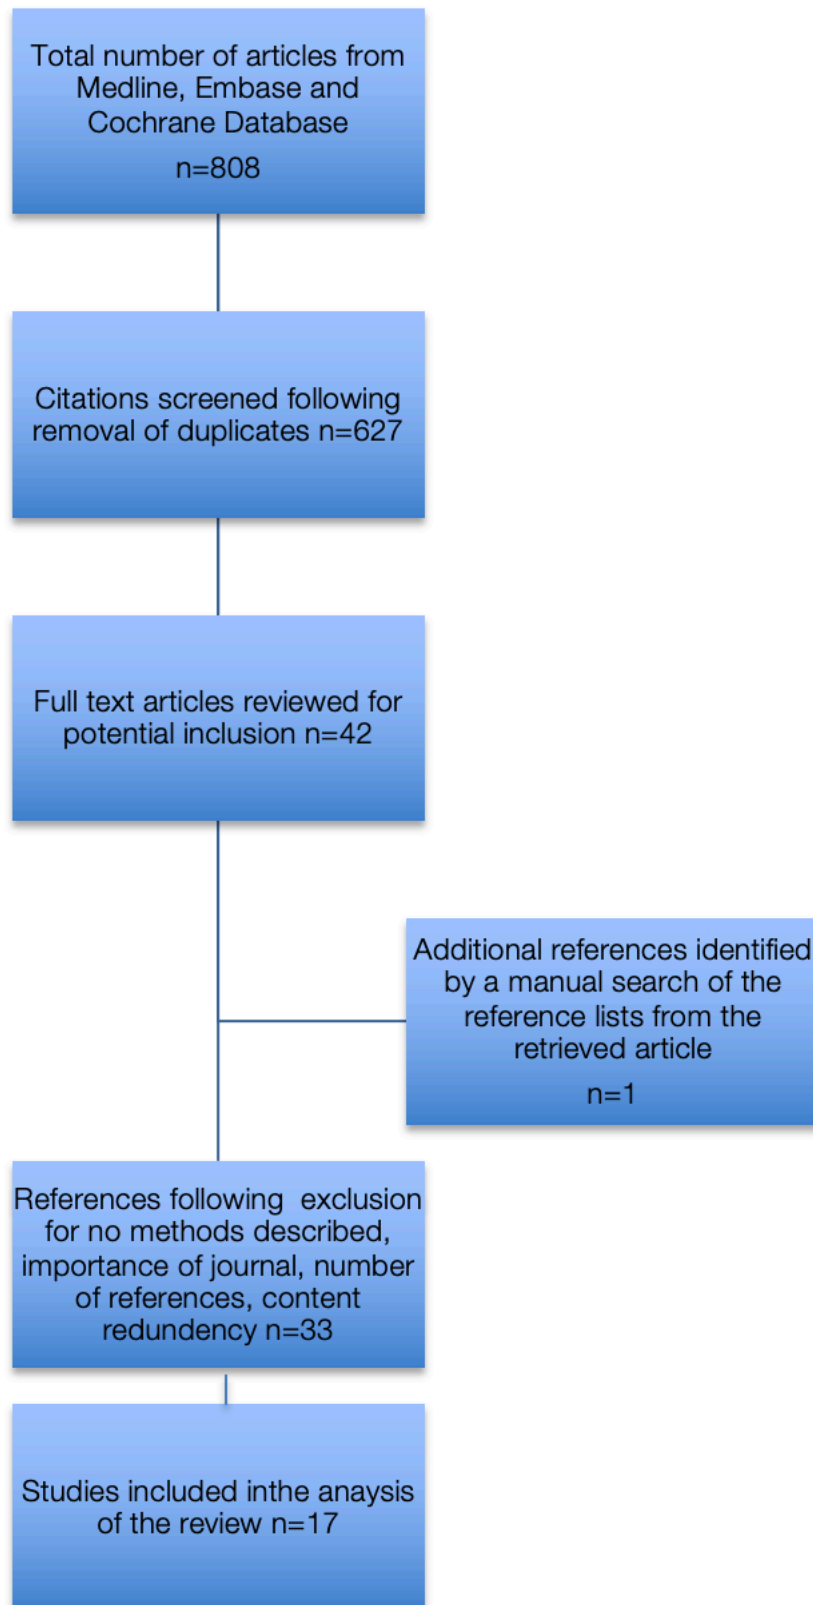 Total number of articles from
Medline, Embase and
Cochrane Database
n=808
Citations screened following
removal of duplicates n=627
Full text articles reviewed for
potential inclusion n=42
Additional references identified
by a manual search of the
reference lists from the
retrieved article
n=1
References following exclusion
for no methods described,
importance of journal, number
of references, content
redundency n=33
Studies included inthe anaysis
of the review n=17